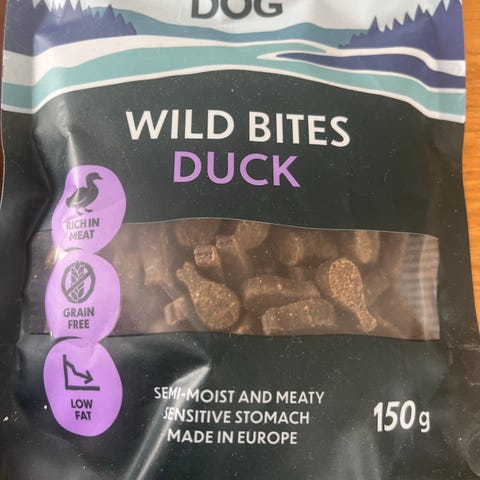 DOG
WILD BITES
DUCK
RICH IN
MEAT
GRAIN
FREE
LOW
FAT
SEMI-MOIST AND MEATY
SENSITIVE STOMACH
MADE IN EUROPE
150g